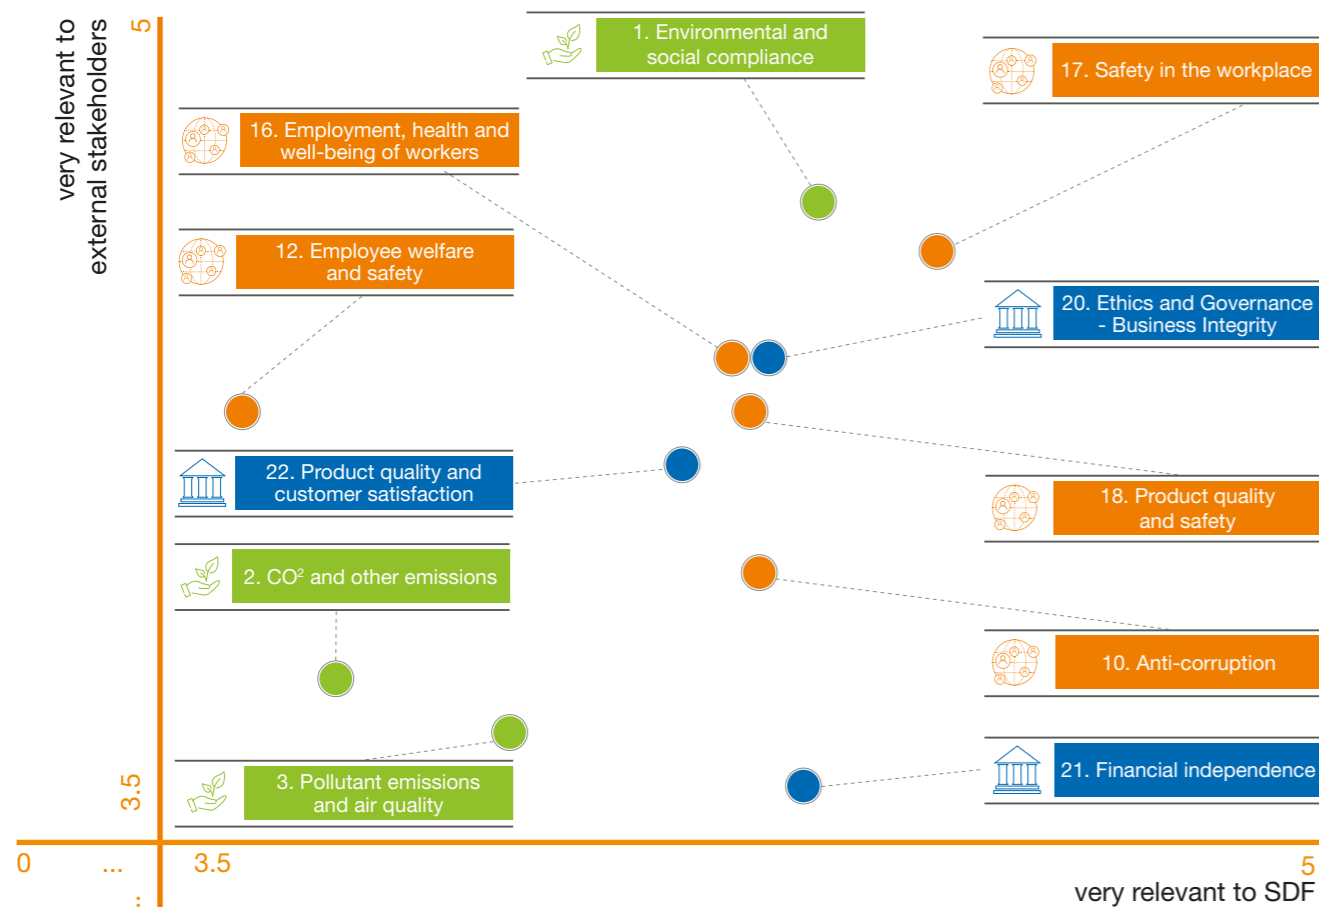 very relevant to
external stakeholders
5
1. Environmental and
social compliance
17. Safety in the workplace
16. Employment, health and
well-being of workers
12. Employee welfare
and safety
20. Ethics and Governance
- Business Integrity
22. Product quality and
customer satisfaction
18. Product quality
and safety
2. CO² and other emissions
10. Anti-corruption
3. Pollutant emissions
and air quality
21. Financial independence
3.5
0 ... 3.5 5
:
very relevant to SDF